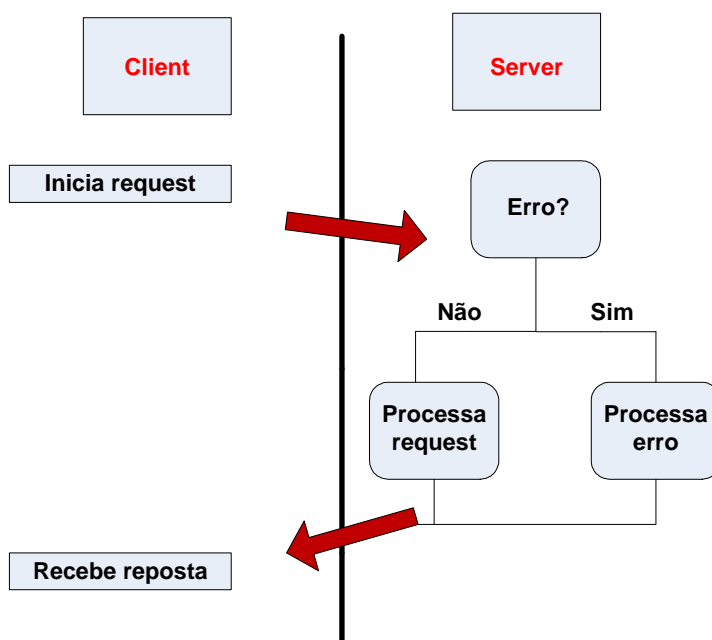 Client
Server
Inicia request
Erro?
Não
Sim
Processa
request
Processa
erro
Recebe reposta